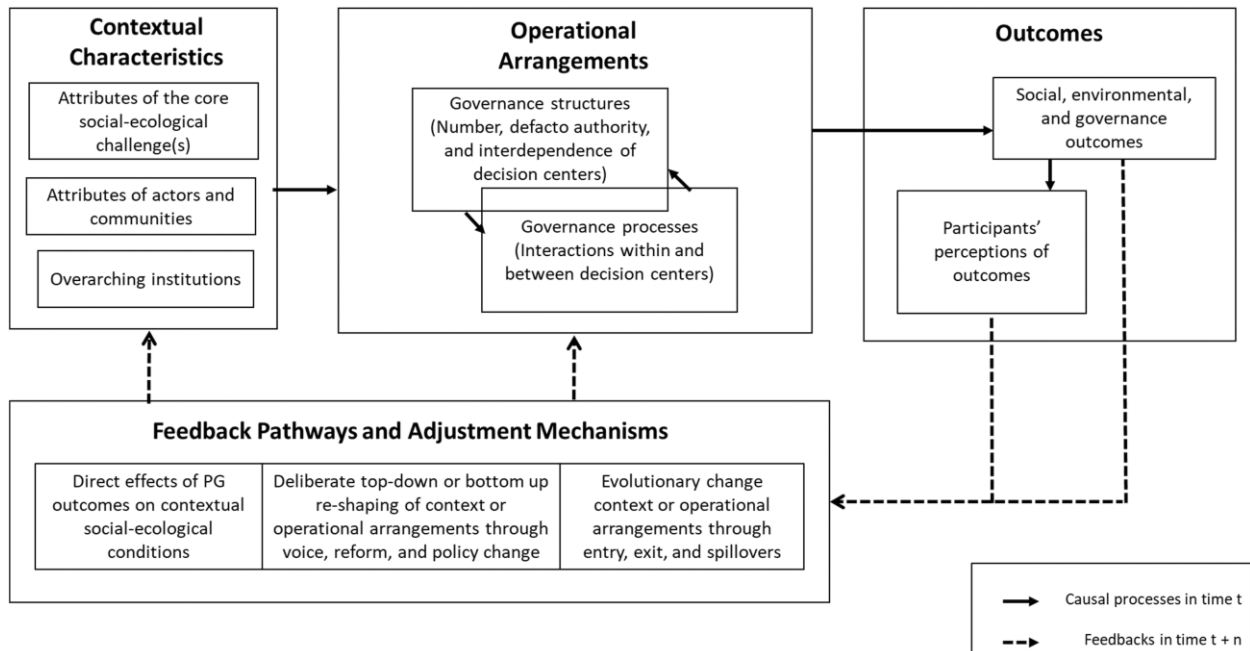 Contextual
Characteristics
Attributes of the core
social-ecological
challenge(s)
Attributes of actors and
communities
Overarching institutions
Operational
Arrangements
Governance structures
(Number, defacto authority,
and interdependence of
decision centers)
Governance processes
(Interactions within and
between decision centers)
Outcomes
Social, environmental,
and governance
outcomes
Participants’
perceptions of
outcomes
Feedback Pathways and Adjustment Mechanisms
Direct effects of PG
outcomes on contextual
social-ecological
conditions
Deliberate top-down or bottom up
re-shaping of context or
operational arrangements through
voice, reform, and policy change
Evolutionary change
context or operational
arrangements through
entry, exit, and spillovers
Causal processes in time t
Feedbacks in time t + n